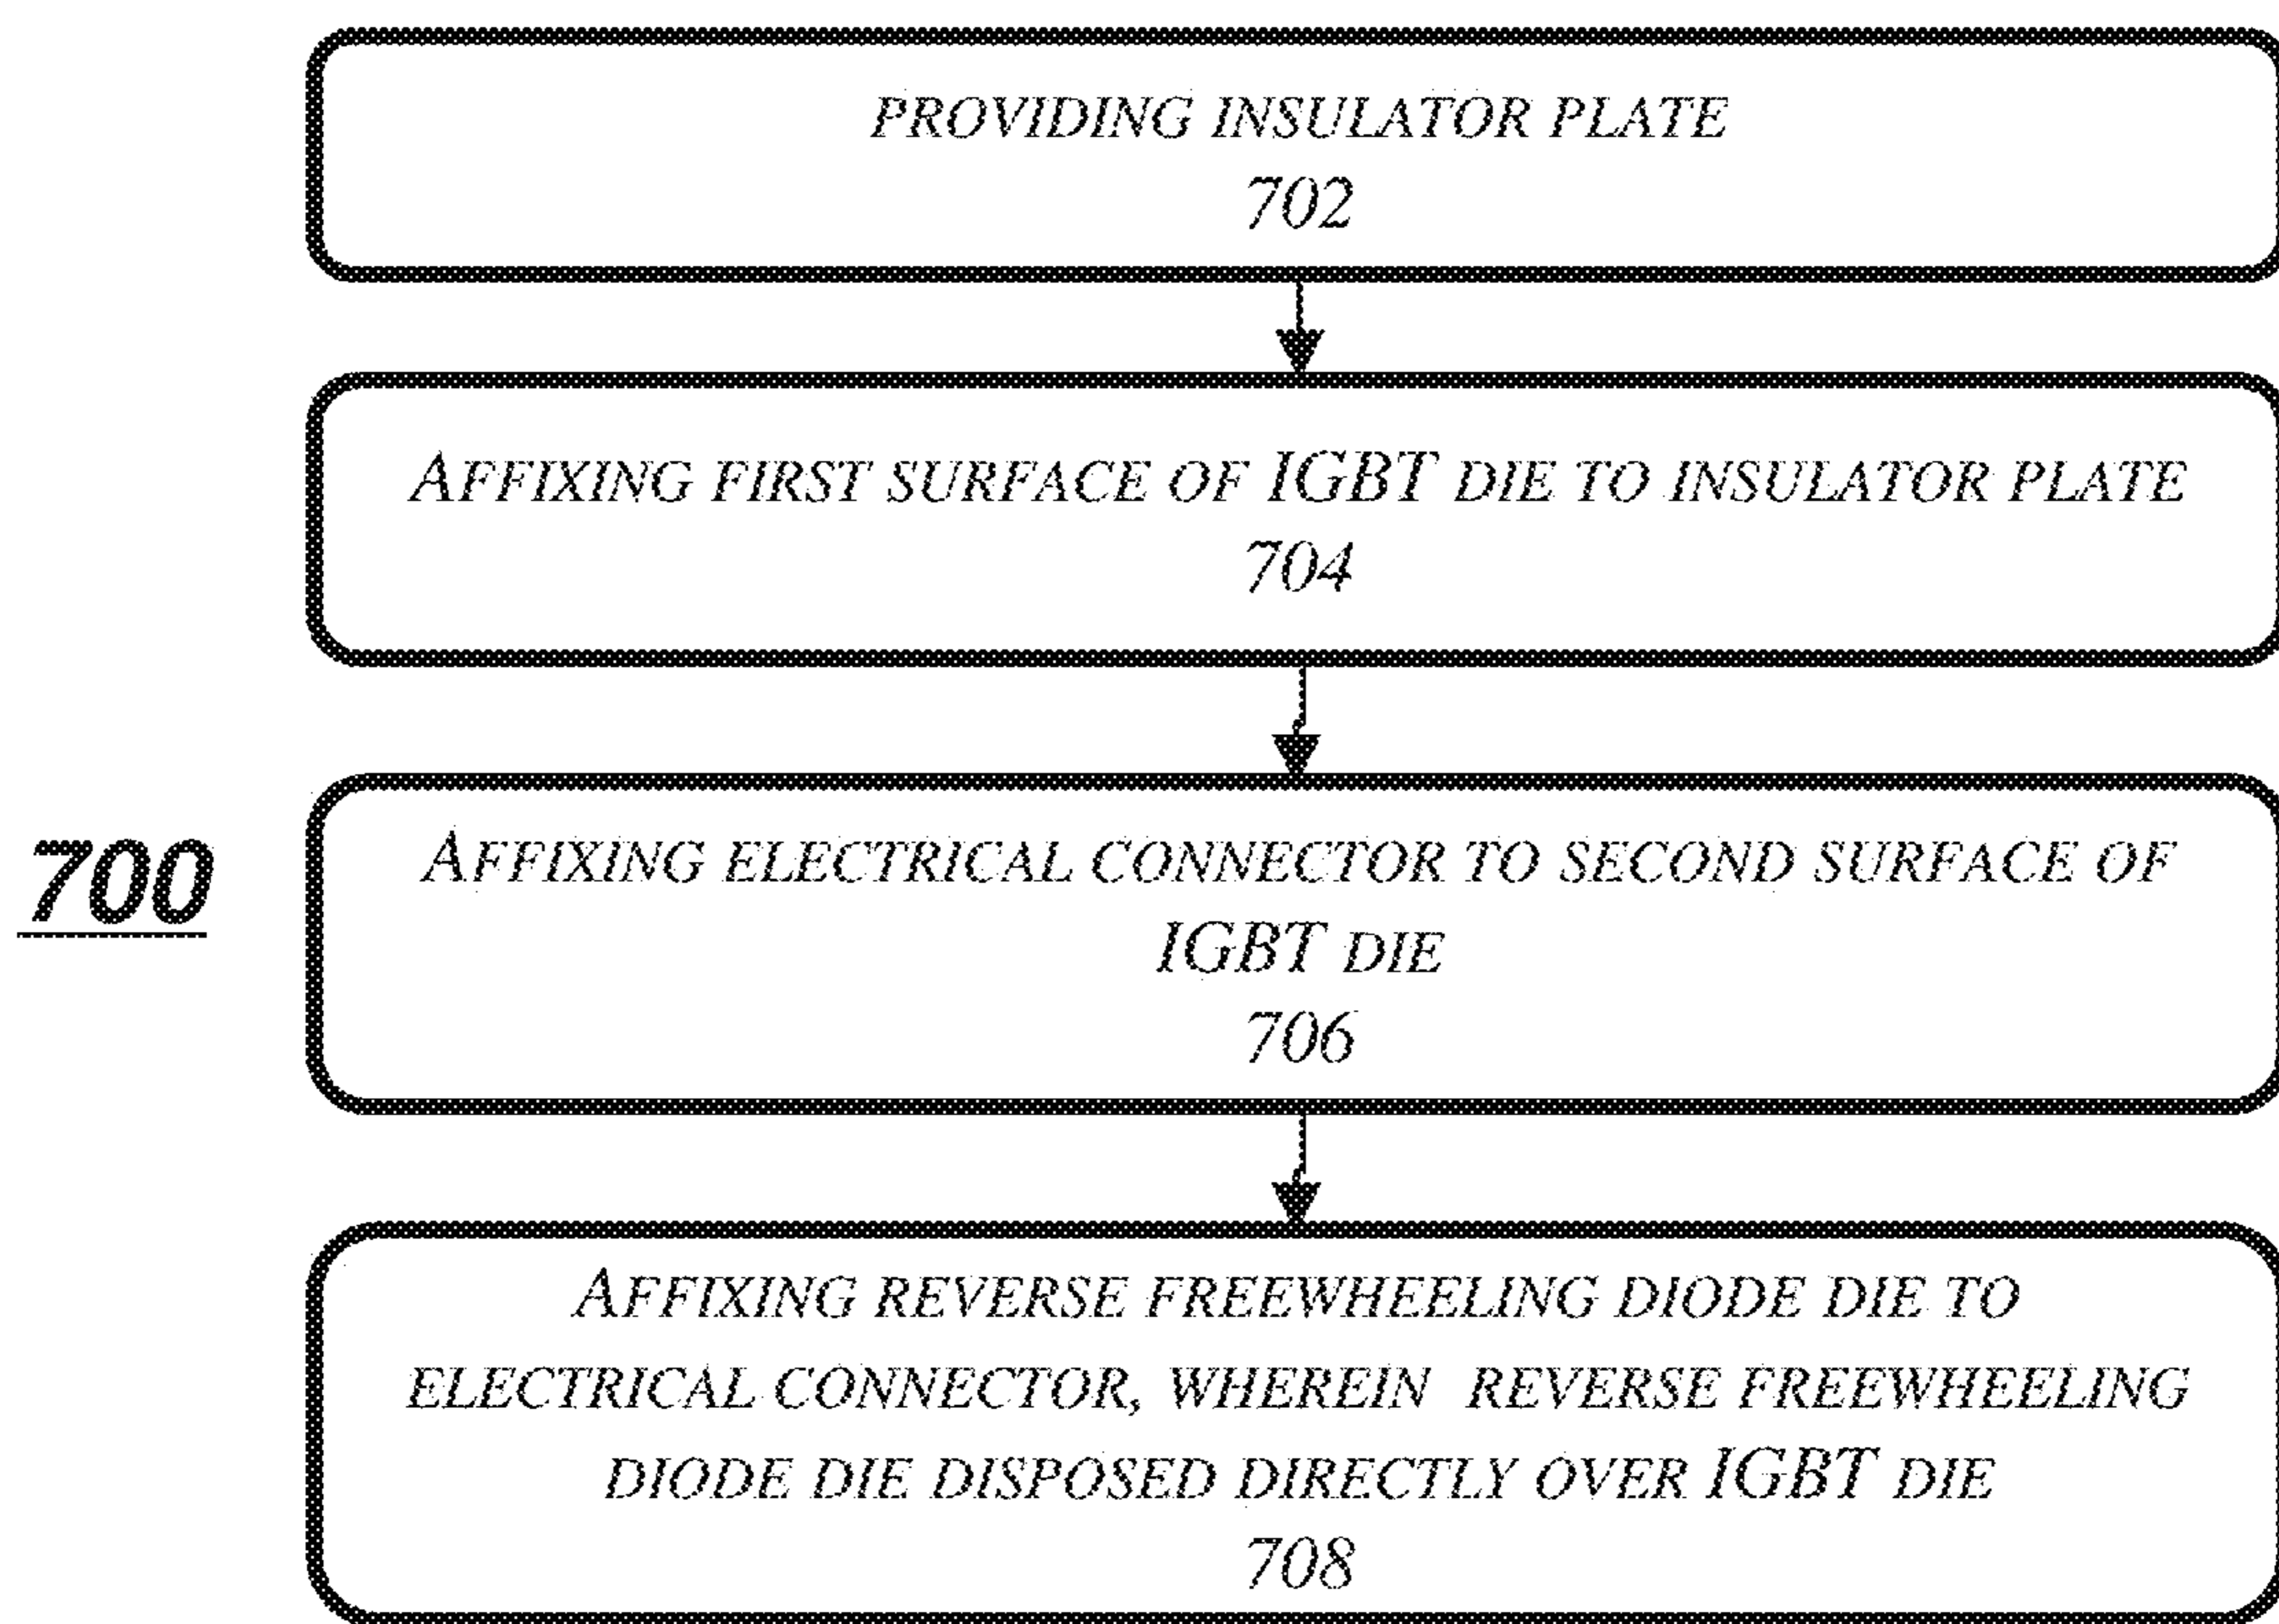 PROVIDING INSULATOR PLATE
702
AFFIXING FIRST SURFACE OF IGBT DIE TO INSULATOR PLATE
704
700
AFFIXING ELECTRICAL CONNECTOR TO SECOND SURFACE OF
IGBT DIE
706
AFFIXING REVERSE FREEWHEELING DIODE DIE TO
ELECTRICAL CONNECTOR, WHEREIN REVERSE FREEWHEELING
DIODE DIE DISPOSED DIRECTLY OVER IGBT DIE
708